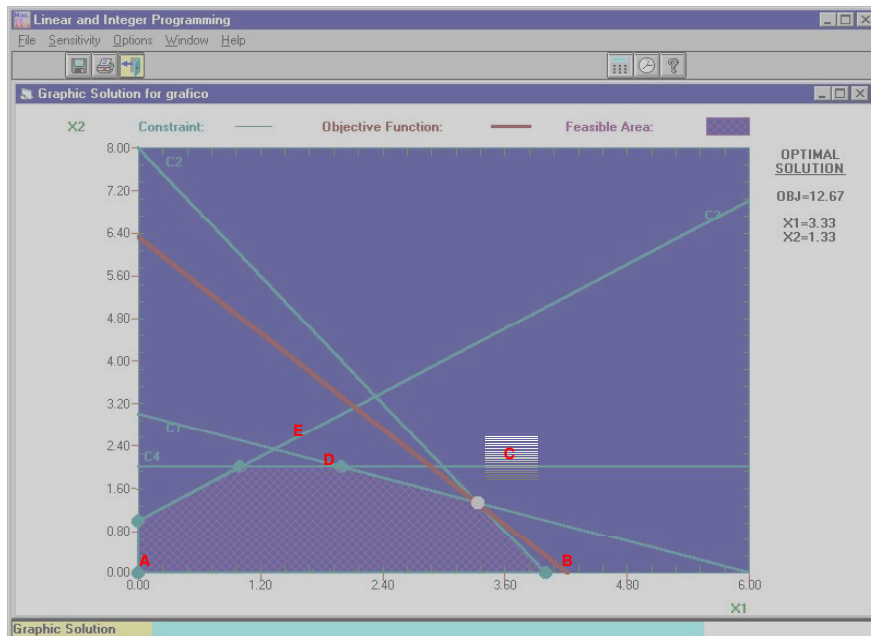 Linear and Integer Programming
File Sensitivity Options Window Help
Graphic Solution for grafico
X2 Constraint: Objective Function: Feasible Area:
8.00
7.20
6.40
5.60
4.80
4.00
3.20
2.40
1.60
0.80
0.00
C2
C3
C1
C4
E
D
C
A
B
0.00 1.20 2.40 3.60 4.80 6.00
X1
OPTIMAL
SOLUTION
OBJ=12.67
X1=3.33
X2=1.33
Graphic Solution